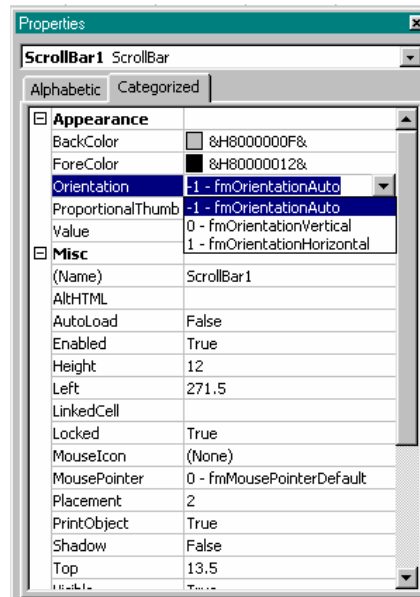 Properties
ScrollBar1 ScrollBar
Alphabetic Categorized
Appearance
BackColor &H8000000F&
ForeColor &H80000012&
Orientation -1 - fmOrientationAuto
ProportionalThumb -1 - fmOrientationAuto
Value 0 - fmOrientationVertical
1 - fmOrientationHorizontal
Misc
(Name) ScrollBar1
AltHTML
AutoLoad False
Enabled True
Height 12
Left 271.5
LinkedCell
Locked True
MouseIcon (None)
MousePointer 0 - fmMousePointerDefault
Placement 2
PrintObject True
Shadow False
Top 13.5